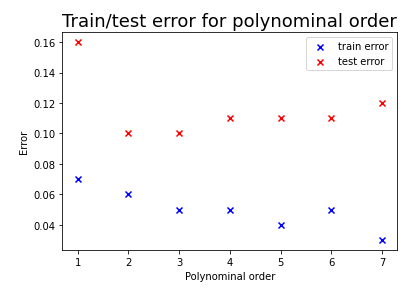 Train/test error for polynominal order
train error
test error
0.16
0.14
0.12
0.10
0.08
0.06
0.04
Error
1 2 3 4 5 6 7
Polynominal order